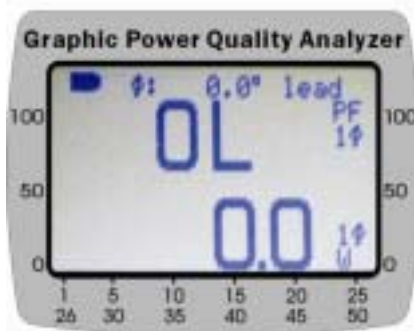 Graphic Power Quality Analyzer
Φ: 0.0° lead
PF
OL 1Φ
0.0 1Φ
W
100 100
50 50
0 0
1 5 10 15 20 25
26 30 35 40 45 50